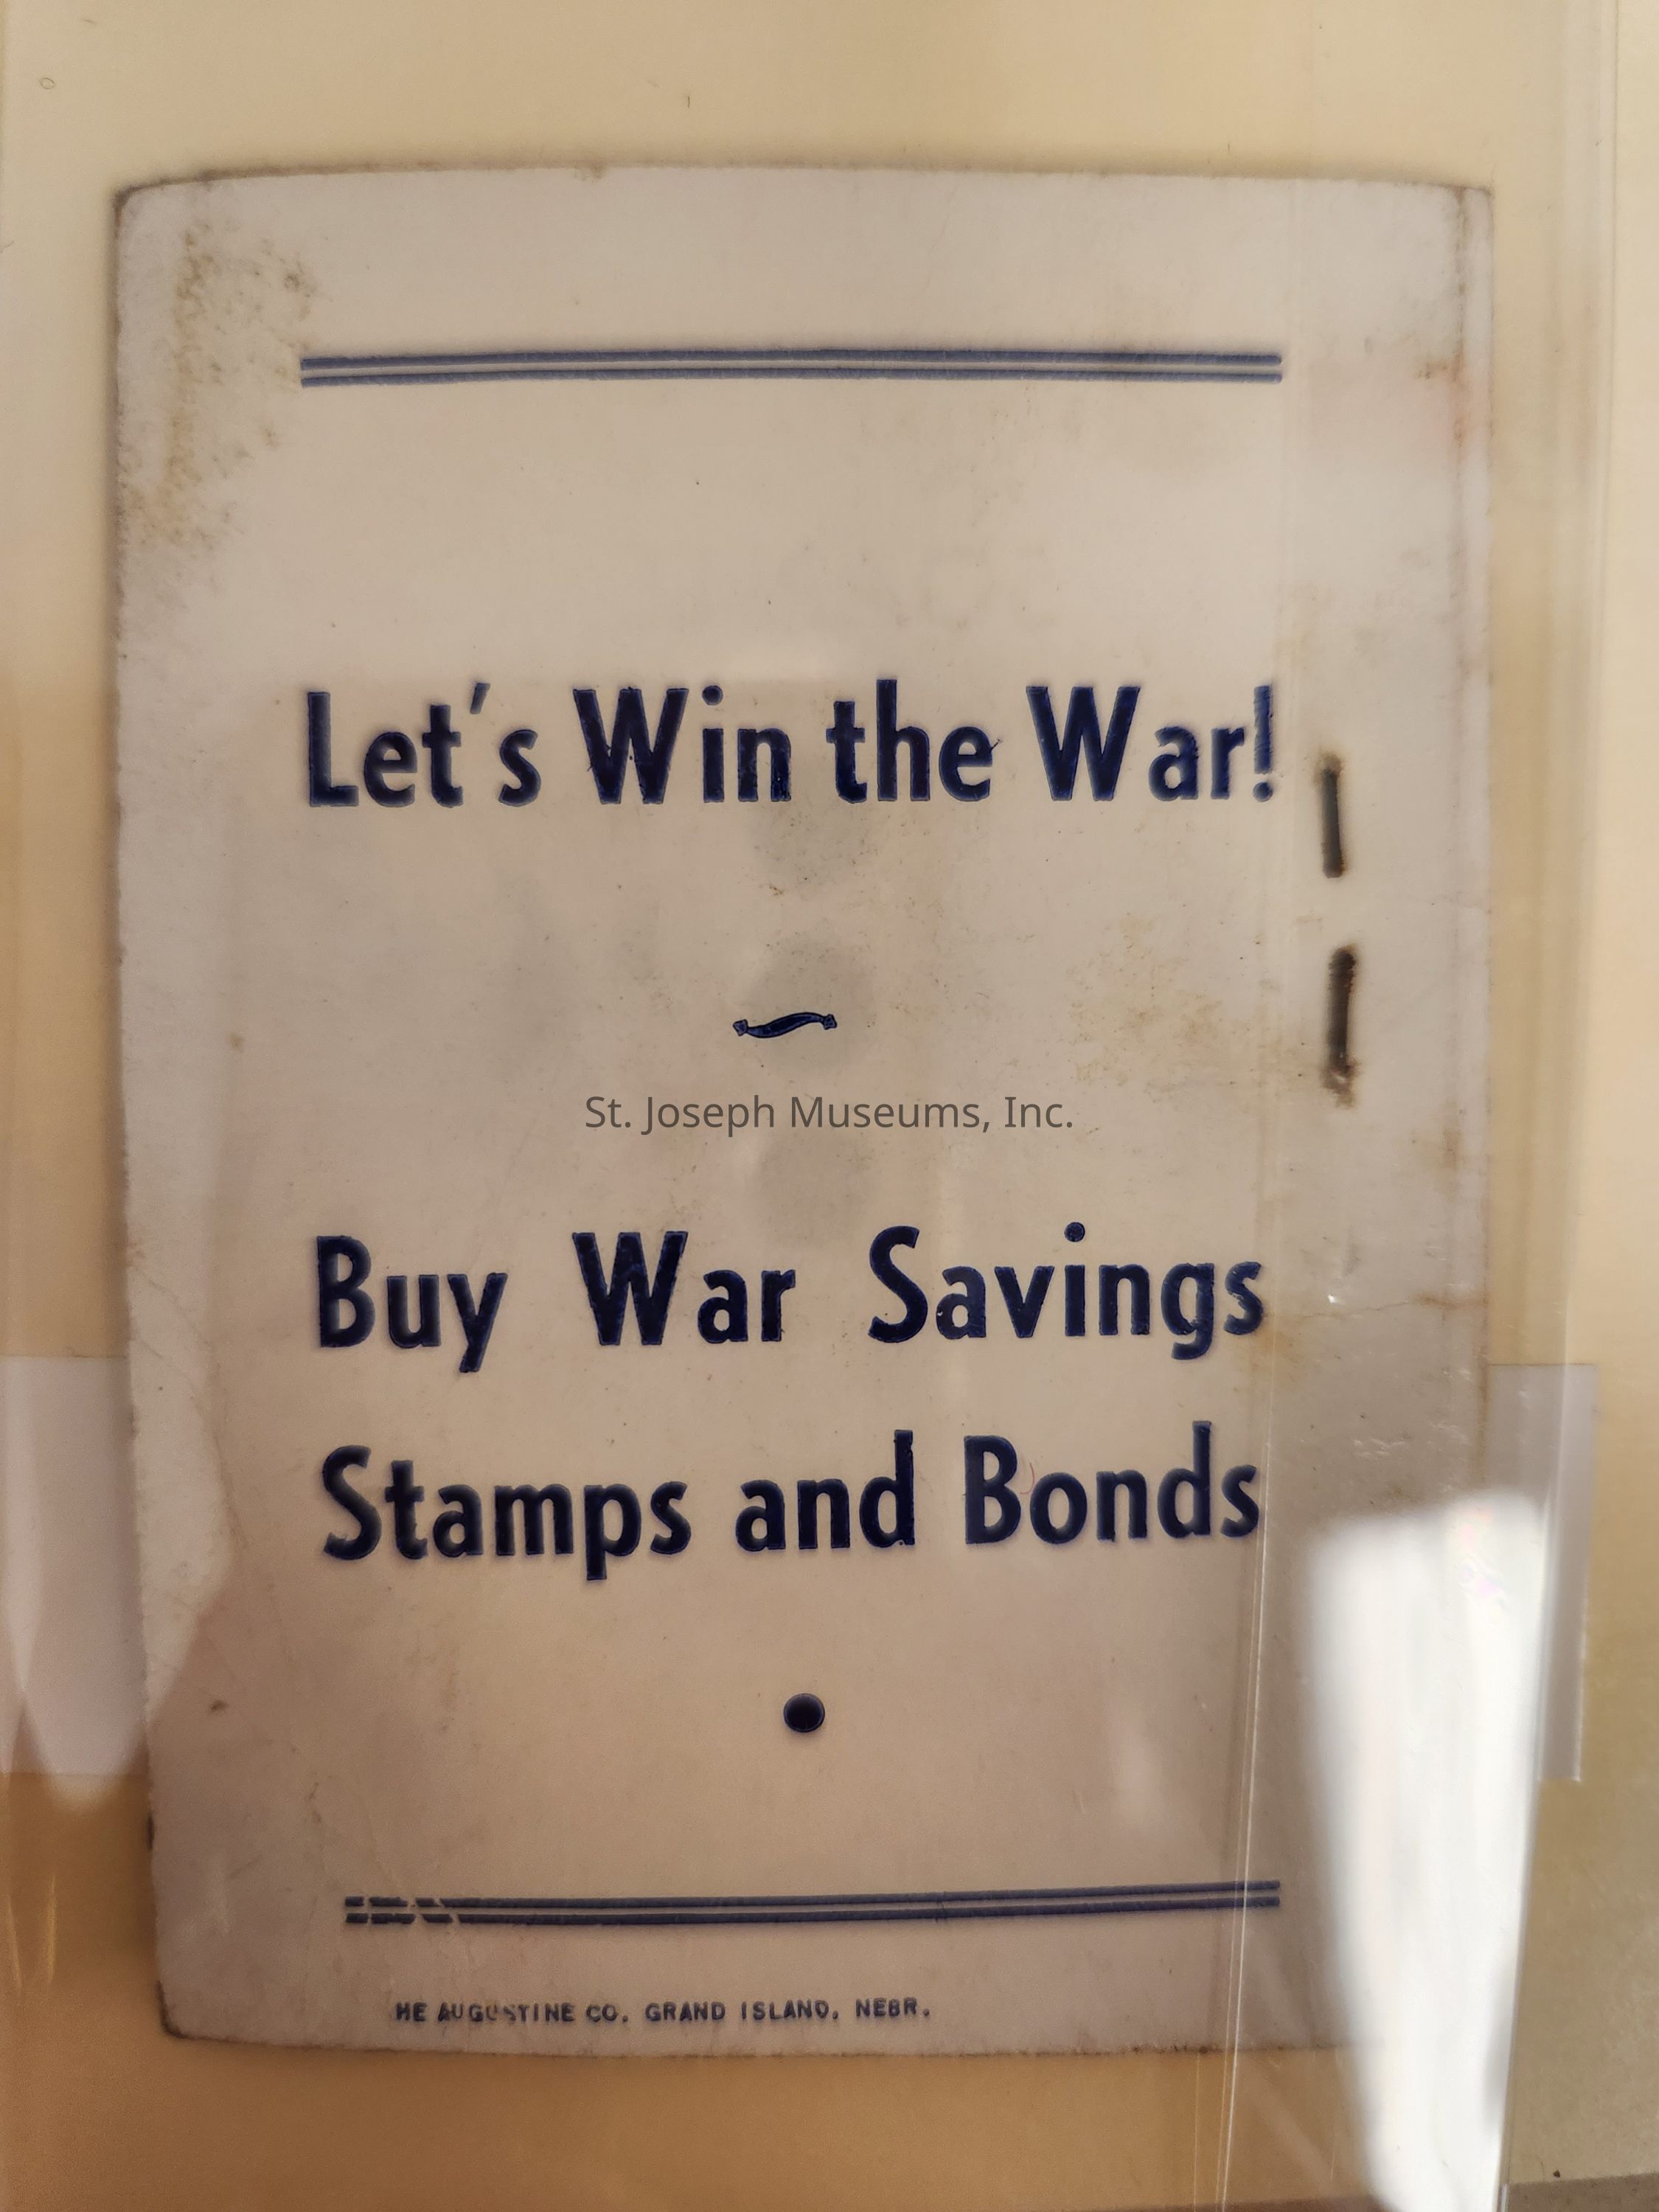 Let's Win the War!
St. Joseph Museums, Inc.
Buy War Savings
Stamps and Bonds
HE AUGUSTINE CO. GRAND ISLAND, NEBR.